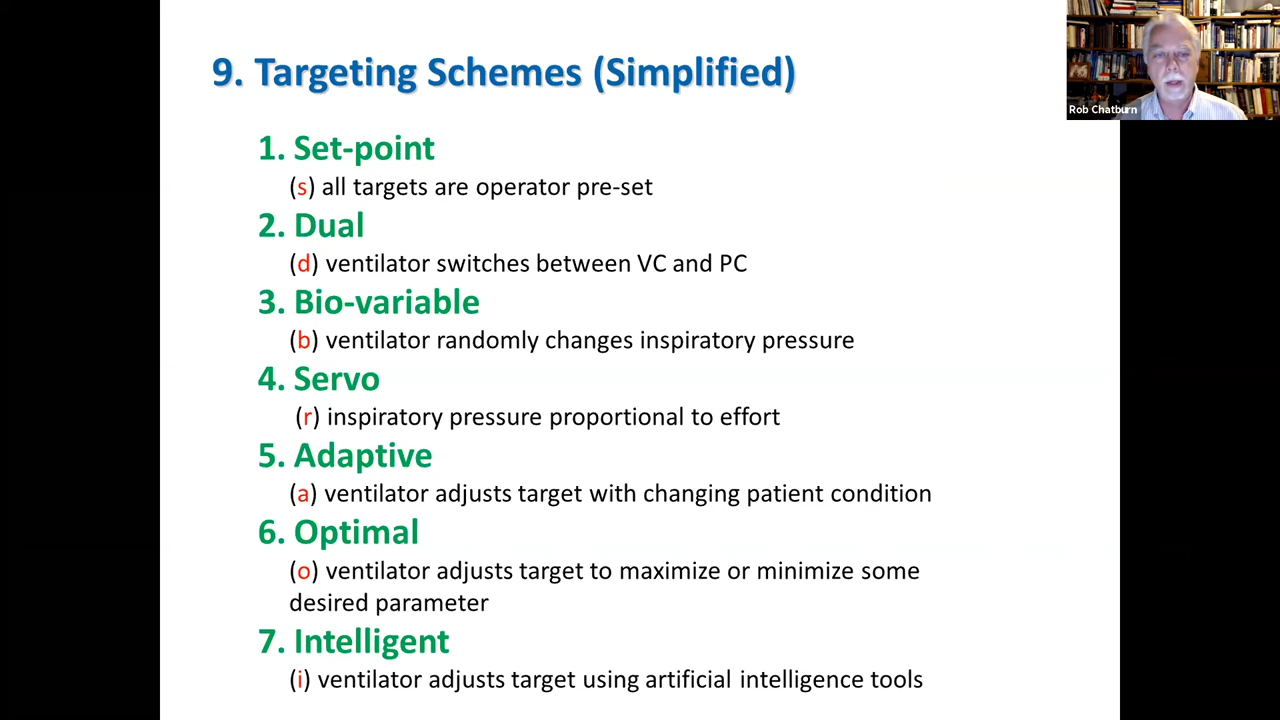 9. Targeting Schemes (Simplified)
Rob Chatburn
1. Set-point
(s) all targets are operator pre-set
2. Dual
(d) ventilator switches between VC and PC
3. Bio-variable
(b) ventilator randomly changes inspiratory pressure
4. Servo
(r) inspiratory pressure proportional to effort
5. Adaptive
(a) ventilator adjusts target with changing patient condition
6. Optimal
(o) ventilator adjusts target to maximize or minimize some
desired parameter
7. Intelligent
(i) ventilator adjusts target using artificial intelligence tools